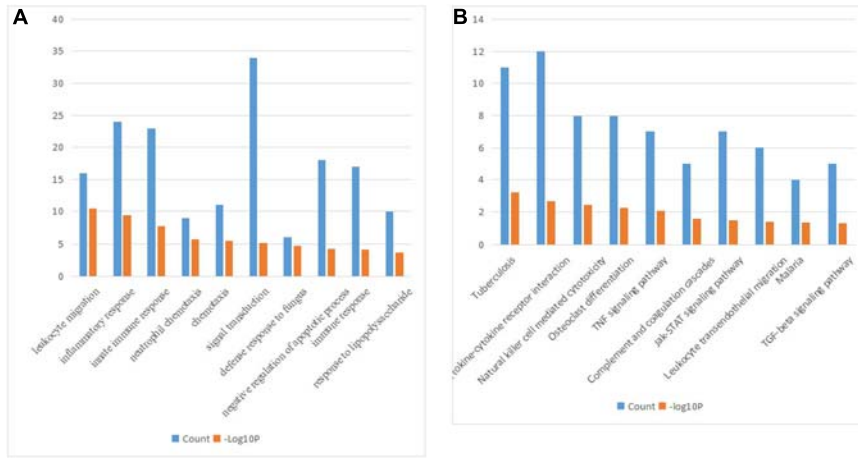 A
40
35
30
25
20
15
10
5
0
leukocyte migration
inflammatory response
innate immune response
neutrophil chemotaxis
chemotaxis
signal transduction
defense response to fungus
negative regulation of apoptotic process
immune response
response to lipopolysaccharide
Count -Log10P
B
14
12
10
8
6
4
2
0
Tuberculosis
tokine-cytokine receptor interaction
Natural killer cell mediated cytotoxicity
Osteoclast differentiation
TNF signaling pathway
Complement and coagulation cascades
Jak-STAT signaling pathway
Leukocyte transendothelial migration
Malaria
TGF-beta signaling pathway
Count -log10P